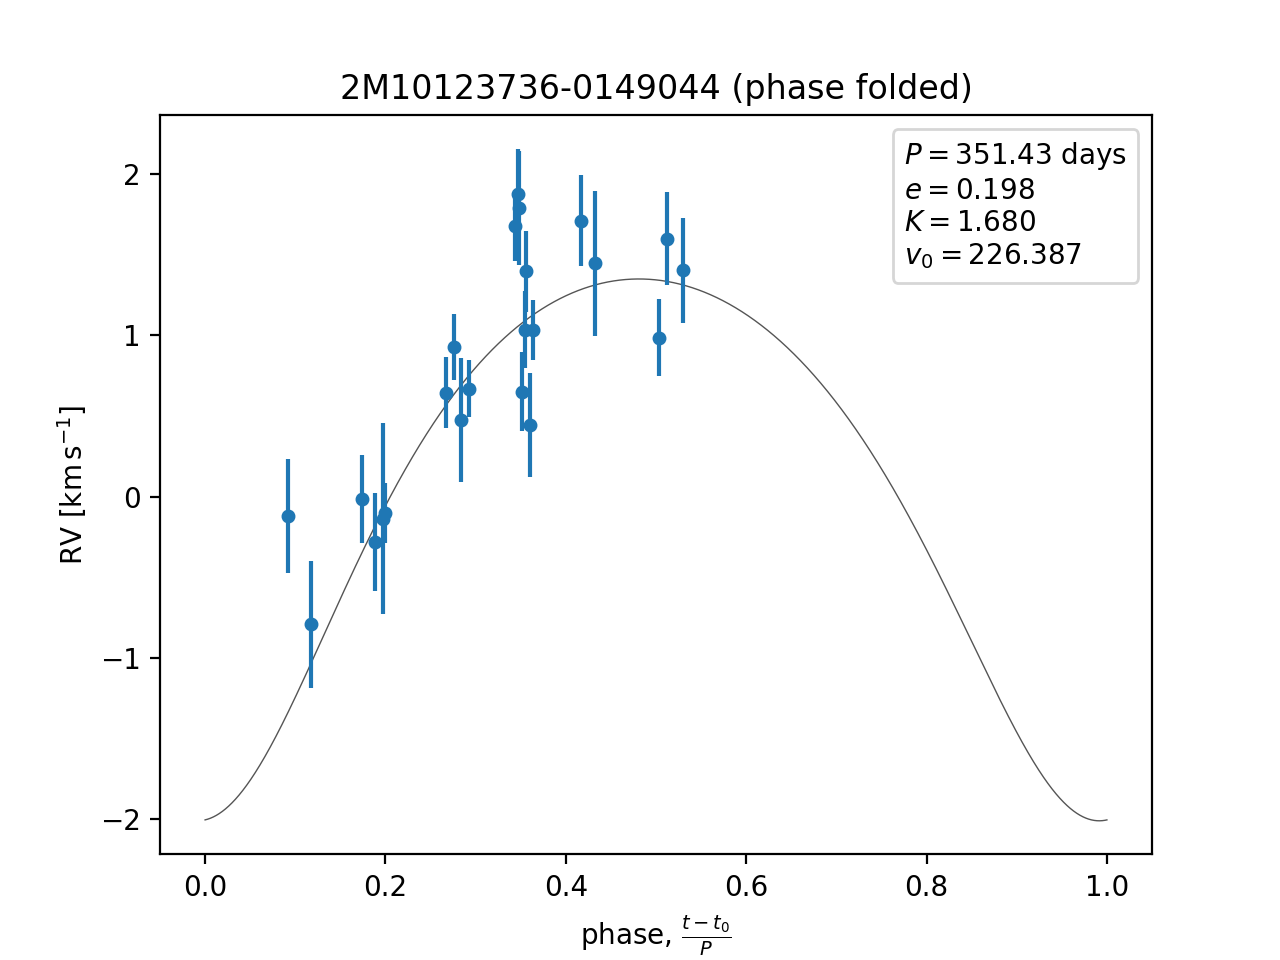 2M10123736-0149044 (phase folded)
P = 351.43 days
e = 0.198
K = 1.680
v₀ = 226.387
2
1
0
−1
−2
RV [km s⁻¹]
0.0 0.2 0.4 0.6 0.8 1.0
phase, (t − t₀)/P